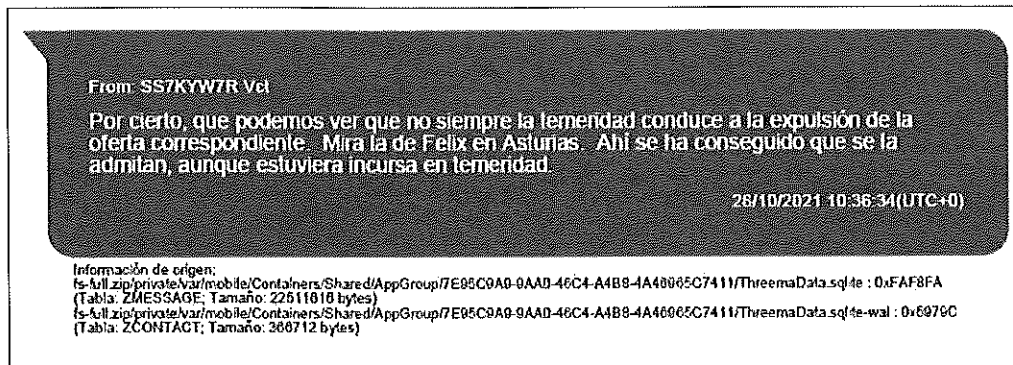 From: SS7KYW7R Vct
Por cierto, que podemos ver que no siempre la temeridad conduce a la expulsión de la
oferta correspondiente. Mira la de Felix en Asturias. Ahí se ha conseguido que se la
admitan, aunque estuviera incursa en temeridad.
26/10/2021 10:36:34(UTC+0)
Información de origen:
fs-full.zip/private/var/mobile/Containers/Shared/AppGroup/7E95C9A0-9AA0-46C4-A4B8-4A46965C7411/ThreemaData.sqlite : 0xFAF8FA
(Tabla: ZMESSAGE; Tamaño: 22511616 bytes)
fs-full.zip/private/var/mobile/Containers/Shared/AppGroup/7E95C9A0-9AA0-46C4-A4B8-4A46965C7411/ThreemaData.sqlite-wal : 0x6979C
(Tabla: ZCONTACT; Tamaño: 366712 bytes)